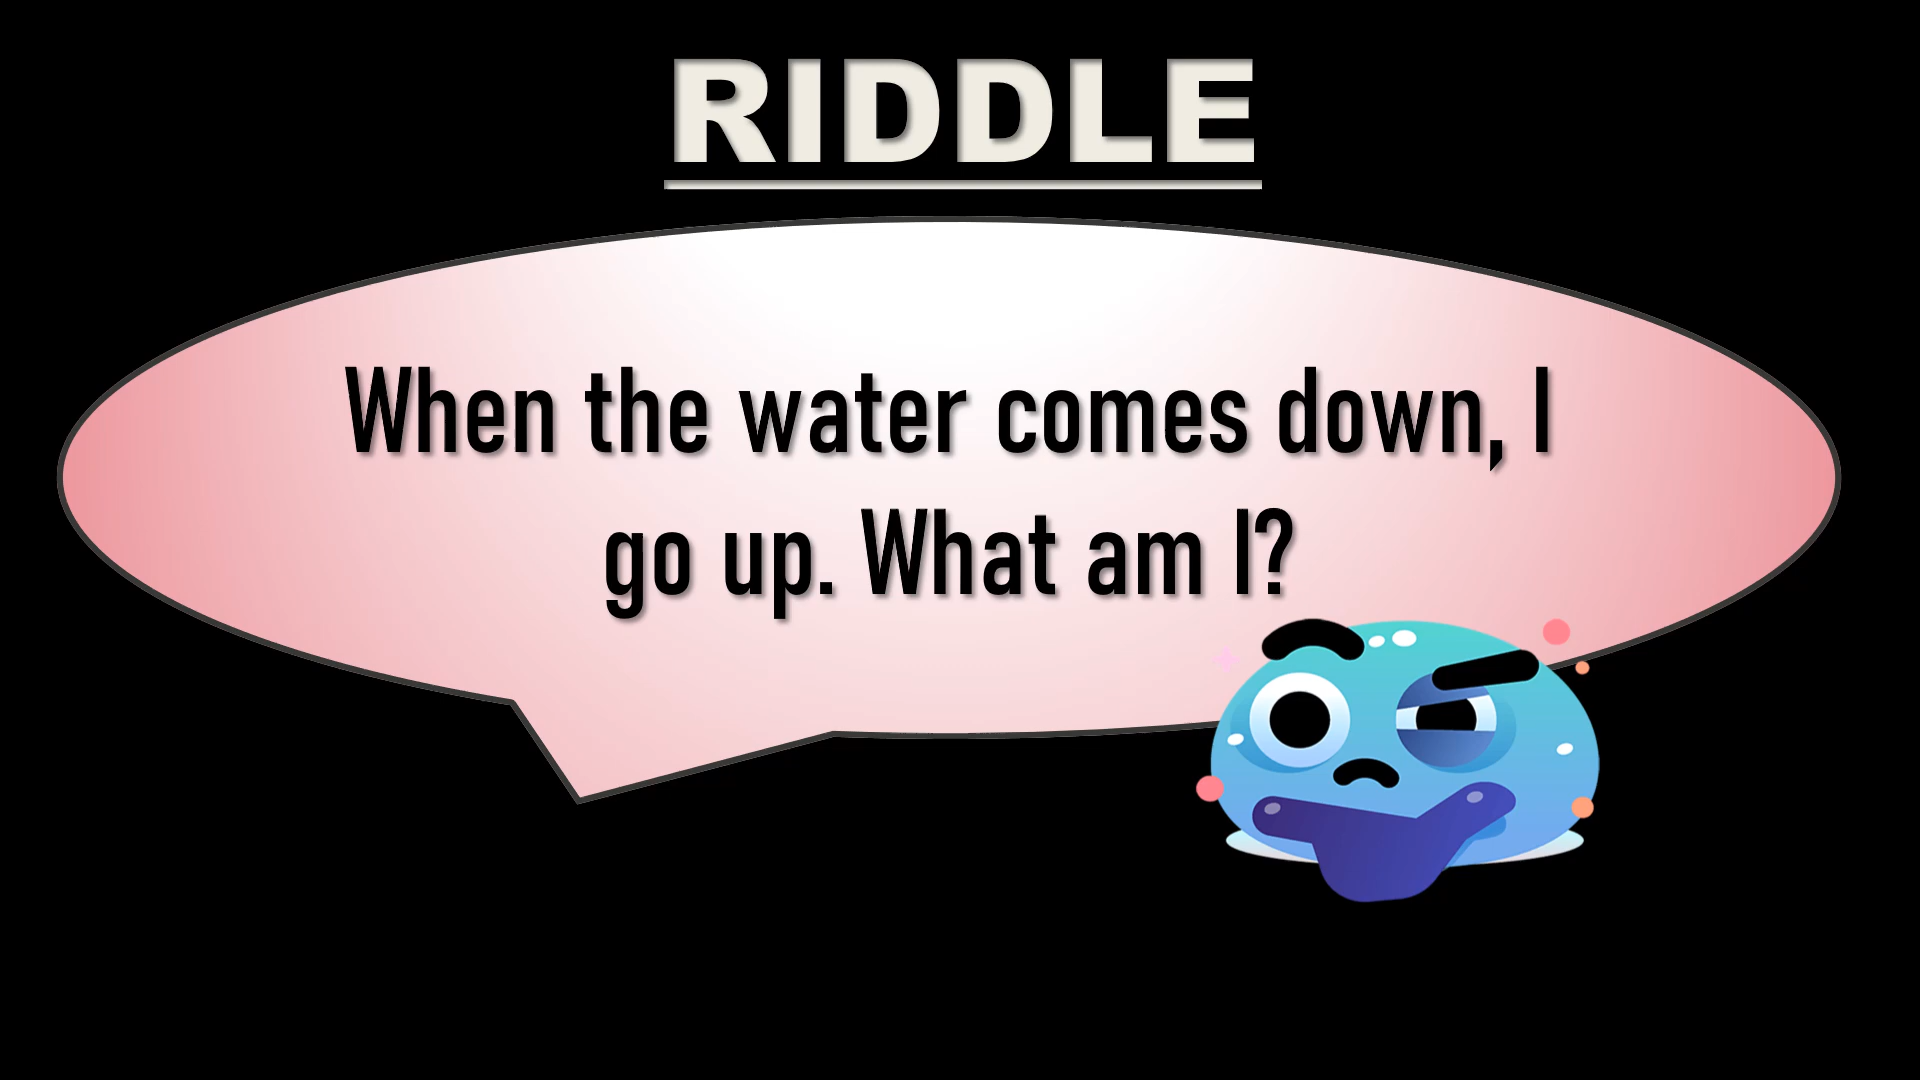 RIDDLE
When the water comes down, I
go up. What am I?